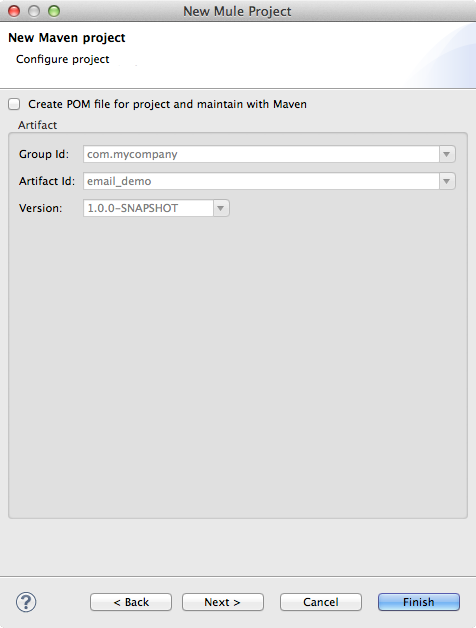 New Mule Project
New Maven project
Configure project
Create POM file for project and maintain with Maven
Artifact
Group Id: com.mycompany
Artifact Id: email_demo
Version: 1.0.0-SNAPSHOT
? < Back Next > Cancel Finish